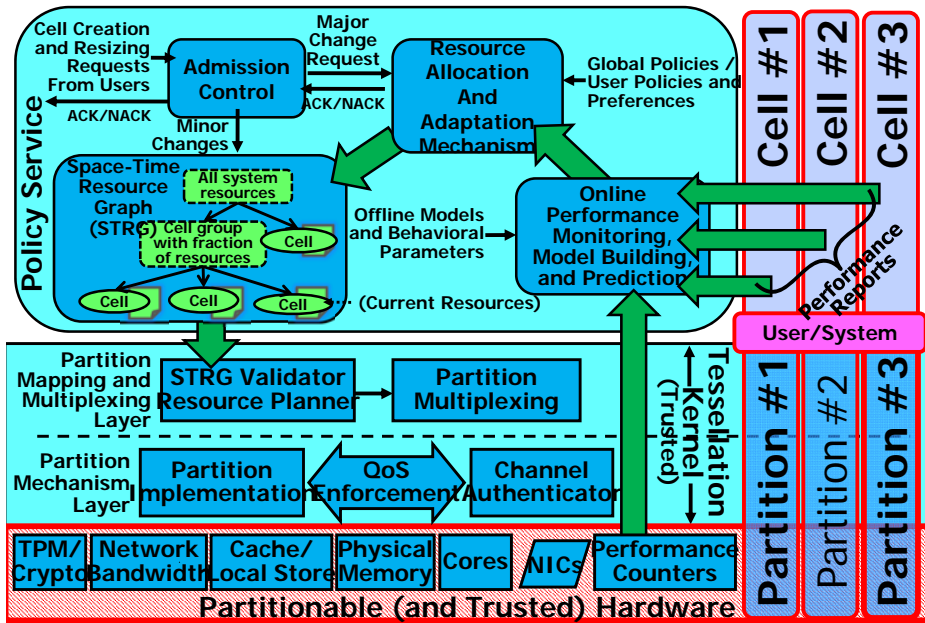 Cell Creation
and Resizing
Requests
From Users
ACK/NACK
Admission
Control
Major
Change
Request
ACK/NACK
Minor
Changes
Resource
Allocation
And
Adaptation
Mechanism
Global Policies /
User Policies and
Preferences
Policy Service
Space-Time
Resource
Graph
(STRG)
All system
resources
Cell group
with fraction
of resources
Cell
Cell
Cell
Cell
(Current Resources)
Offline Models
and Behavioral
Parameters
Online
Performance
Monitoring,
Model Building,
and Prediction
Performance
Reports
Cell #1
Cell #2
Cell #3
User/System
Partition #1
Partition #2
Partition #3
Partition
Mapping and
Multiplexing
Layer
STRG Validator
Resource Planner
Partition
Multiplexing
Tessellation
Kernel
(Trusted)
Partition
Mechanism
Layer
Partition
Implementation
QoS
Enforcement
Channel
Authenticator
TPM/
Crypto
Network
Bandwidth
Cache/
Local Store
Physical
Memory
Cores
NICs
Performance
Counters
Partitionable (and Trusted) Hardware